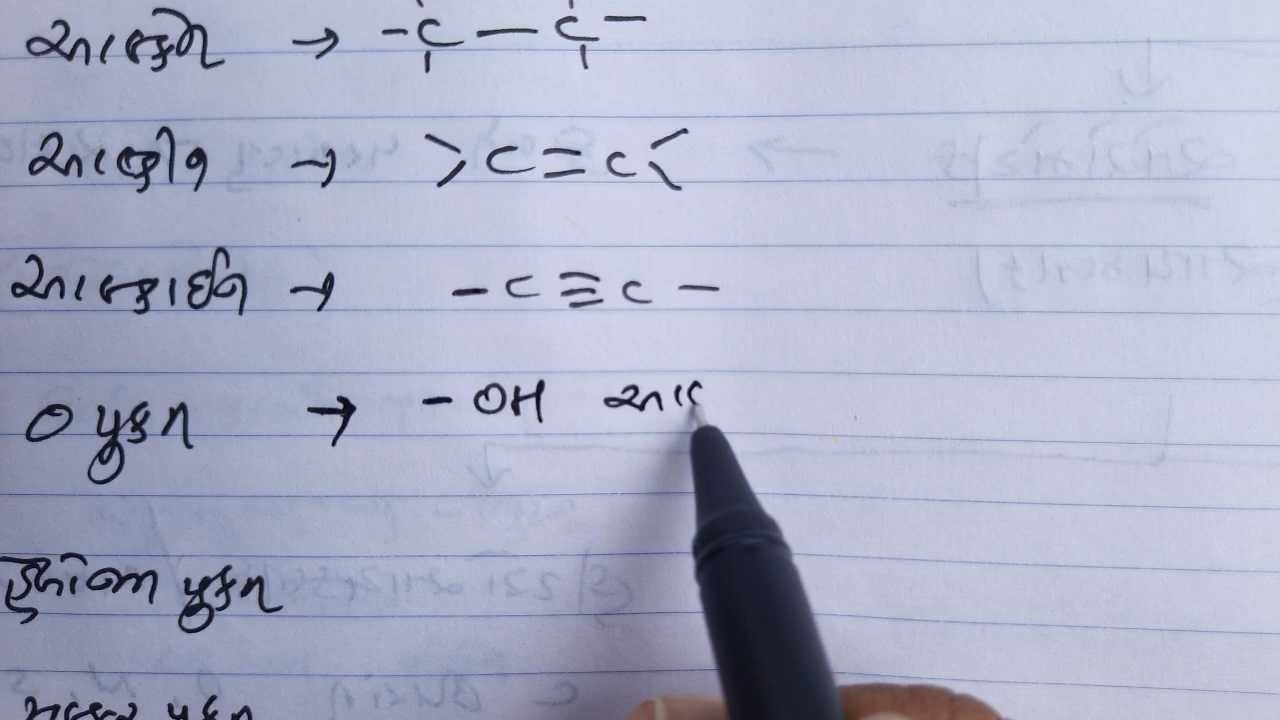 આલ્કેન → -C-C-
આલ્કીન → >C=C<
આલ્કાઈન → -C≡C-
O યુક્ત → -OH આલ
હેલોજન યુક્ત